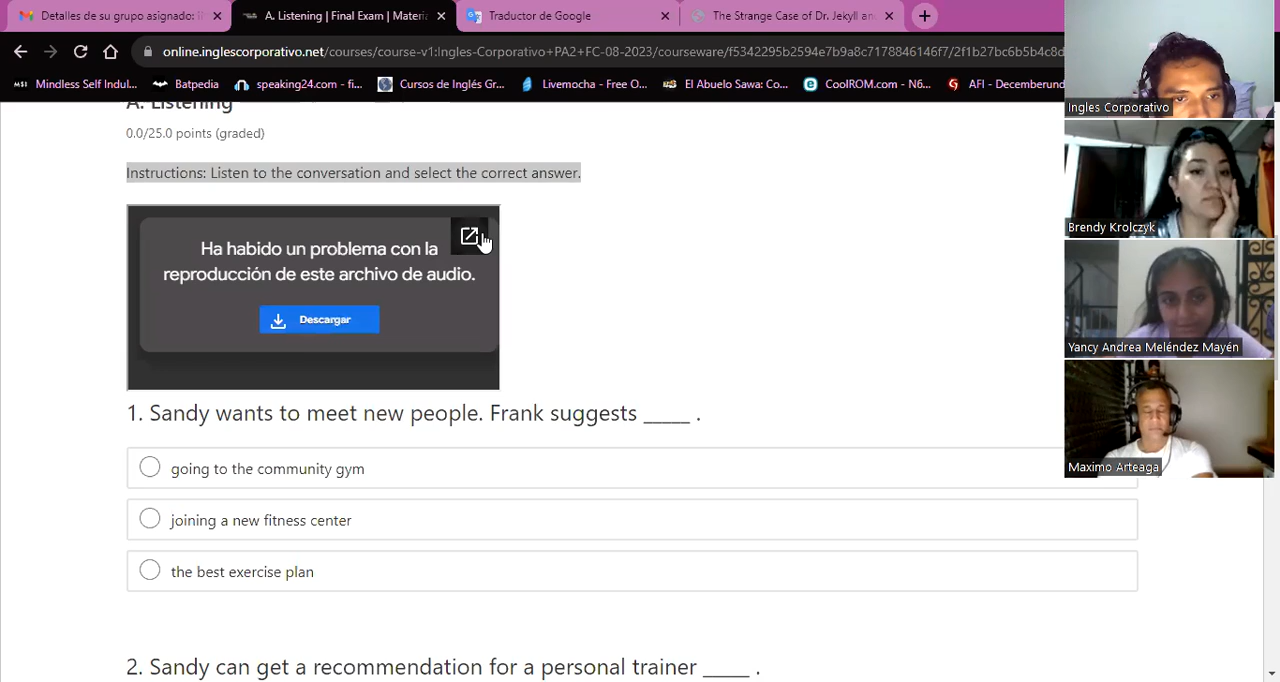 Detalles de su grupo asignado: i
A. Listening | Final Exam | Materia
Traductor de Google
The Strange Case of Dr. Jekyll an
online.inglescorporativo.net/courses/course-v1:Ingles-Corporativo+PA2+FC-08-2023/courseware/f5342295b2594e7b9a8c7178846146f7/2f1b27bc6b5b4c8d
Mindless Self Indul...
Batpedia
speaking24.com - fi...
Cursos de Inglés Gr...
Livemocha - Free O...
El Abuelo Sawa: Co...
CoolROM.com - N6...
AFI - Decemberund
Ingles Corporativo
A. Listening
0.0/25.0 points (graded)
Instructions: Listen to the conversation and select the correct answer.
Ha habido un problema con la
reproducción de este archivo de audio.
Descargar
Brendy Krolczyk
Yancy Andrea Meléndez Mayén
Maximo Arteaga
1. Sandy wants to meet new people. Frank suggests _____ .
going to the community gym
joining a new fitness center
the best exercise plan
2. Sandy can get a recommendation for a personal trainer _____ .